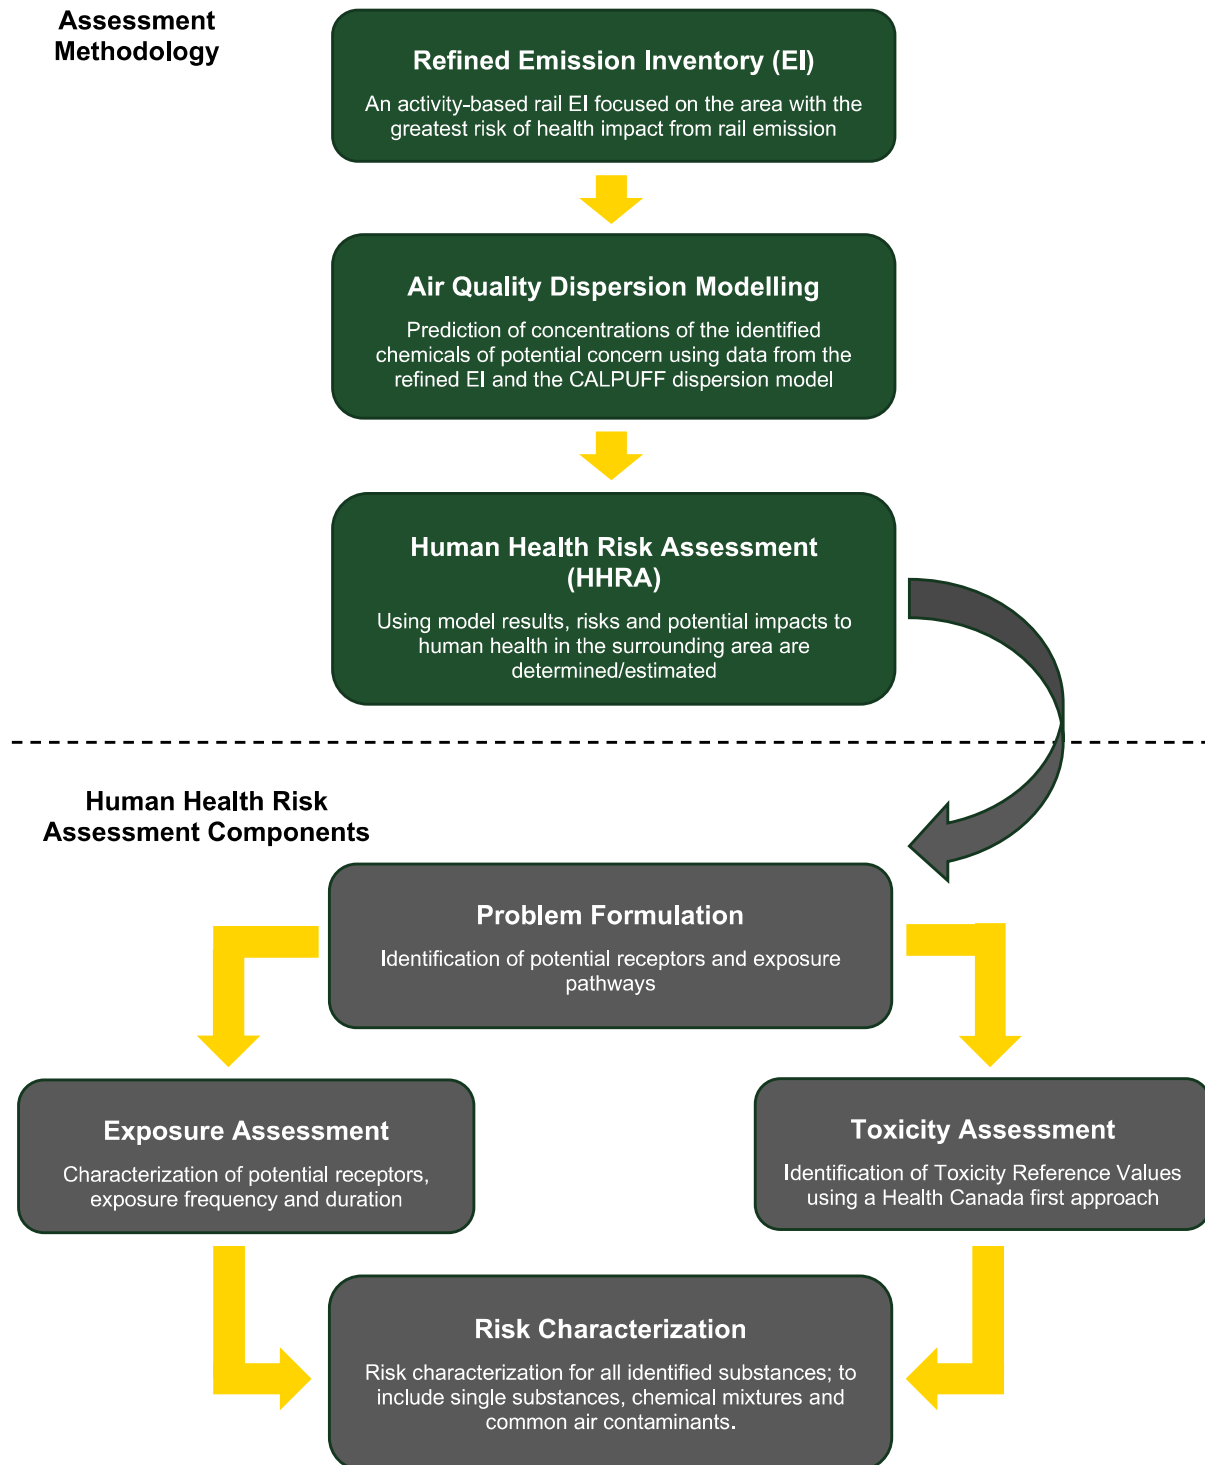 Assessment
Methodology
Refined Emission Inventory (EI)
An activity-based rail EI focused on the area with the
greatest risk of health impact from rail emission
Air Quality Dispersion Modelling
Prediction of concentrations of the identified
chemicals of potential concern using data from the
refined EI and the CALPUFF dispersion model
Human Health Risk Assessment
(HHRA)
Using model results, risks and potential impacts to
human health in the surrounding area are
determined/estimated
Human Health Risk
Assessment Components
Problem Formulation
Identification of potential receptors and exposure
pathways
Exposure Assessment
Characterization of potential receptors,
exposure frequency and duration
Toxicity Assessment
Identification of Toxicity Reference Values
using a Health Canada first approach
Risk Characterization
Risk characterization for all identified substances; to
include single substances, chemical mixtures and
common air contaminants.